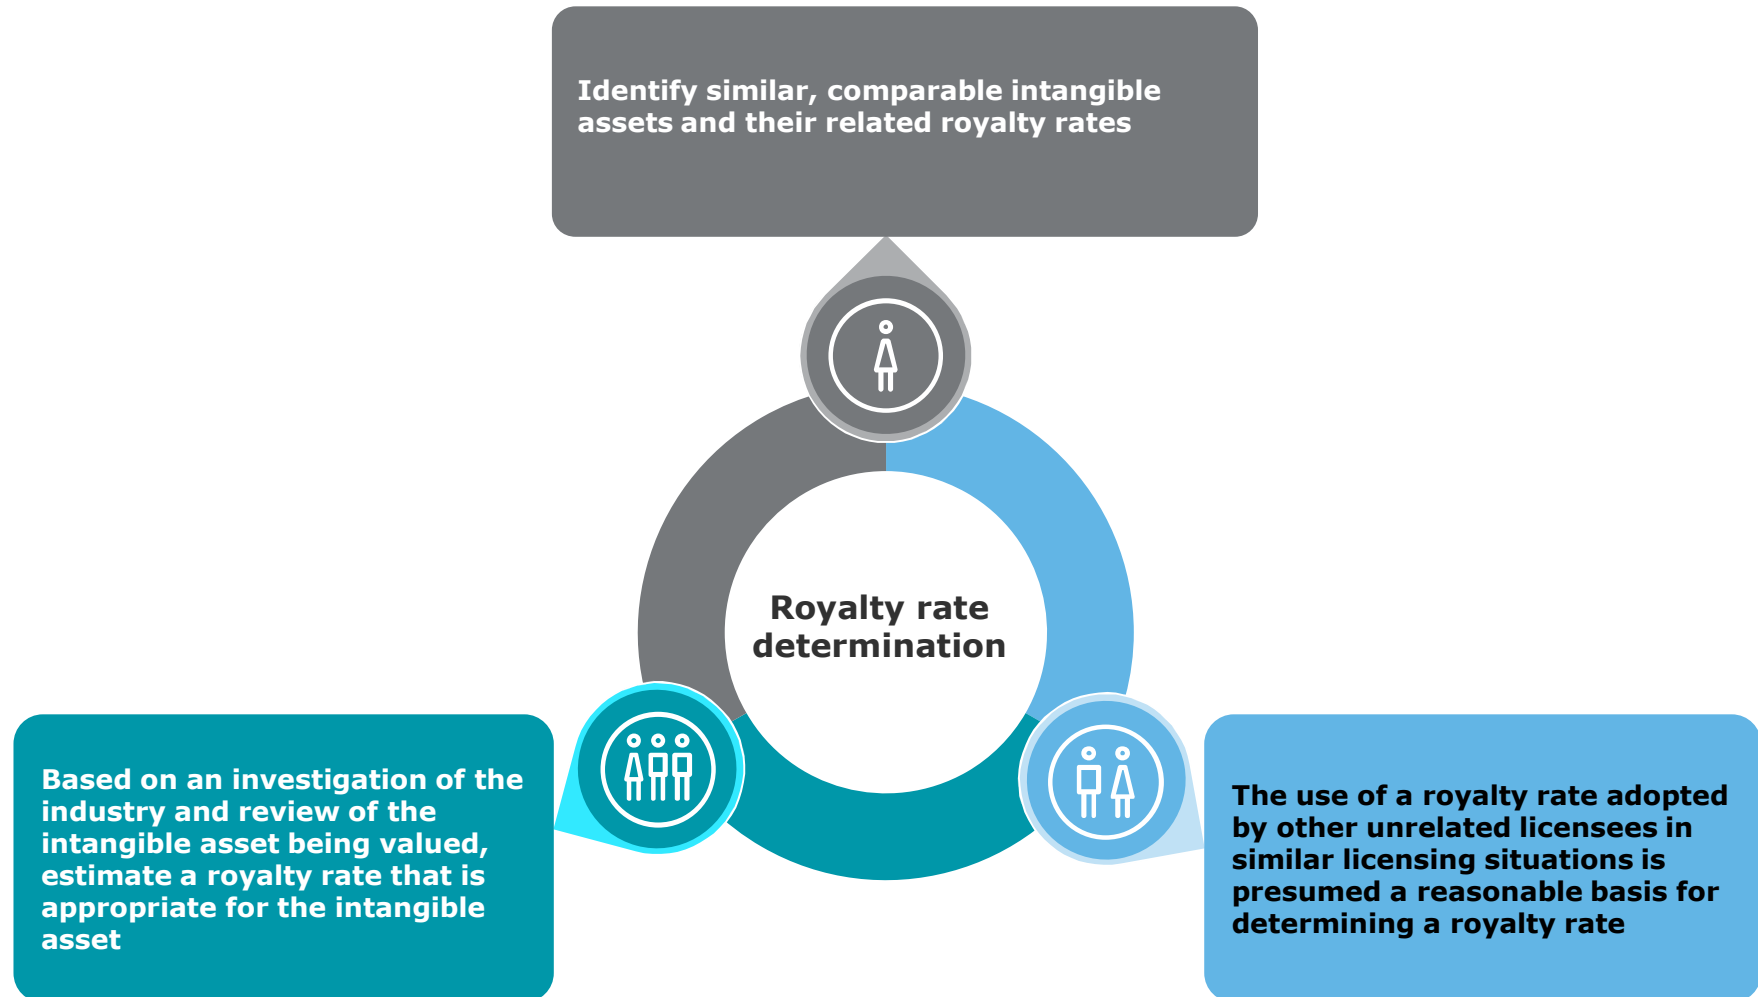 Identify similar, comparable intangible
assets and their related royalty rates
Royalty rate
determination
Based on an investigation of the
industry and review of the
intangible asset being valued,
estimate a royalty rate that is
appropriate for the intangible
asset
The use of a royalty rate adopted
by other unrelated licensees in
similar licensing situations is
presumed a reasonable basis for
determining a royalty rate